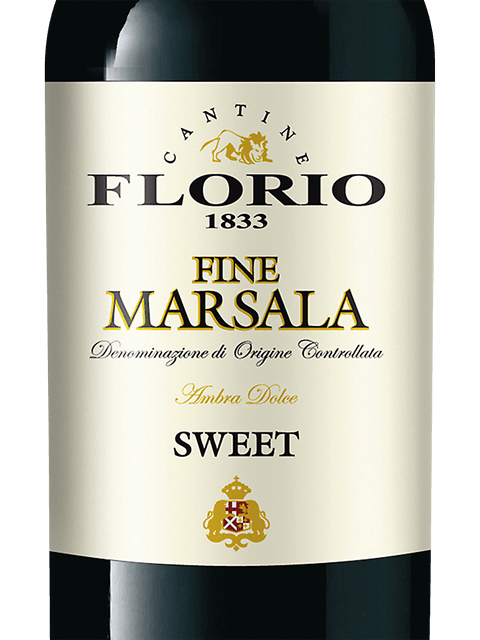 CANTINE
FLORIO
1833
FINE
MARSALA
Denominazione di Origine Controllata
Ambra Dolce
SWEET